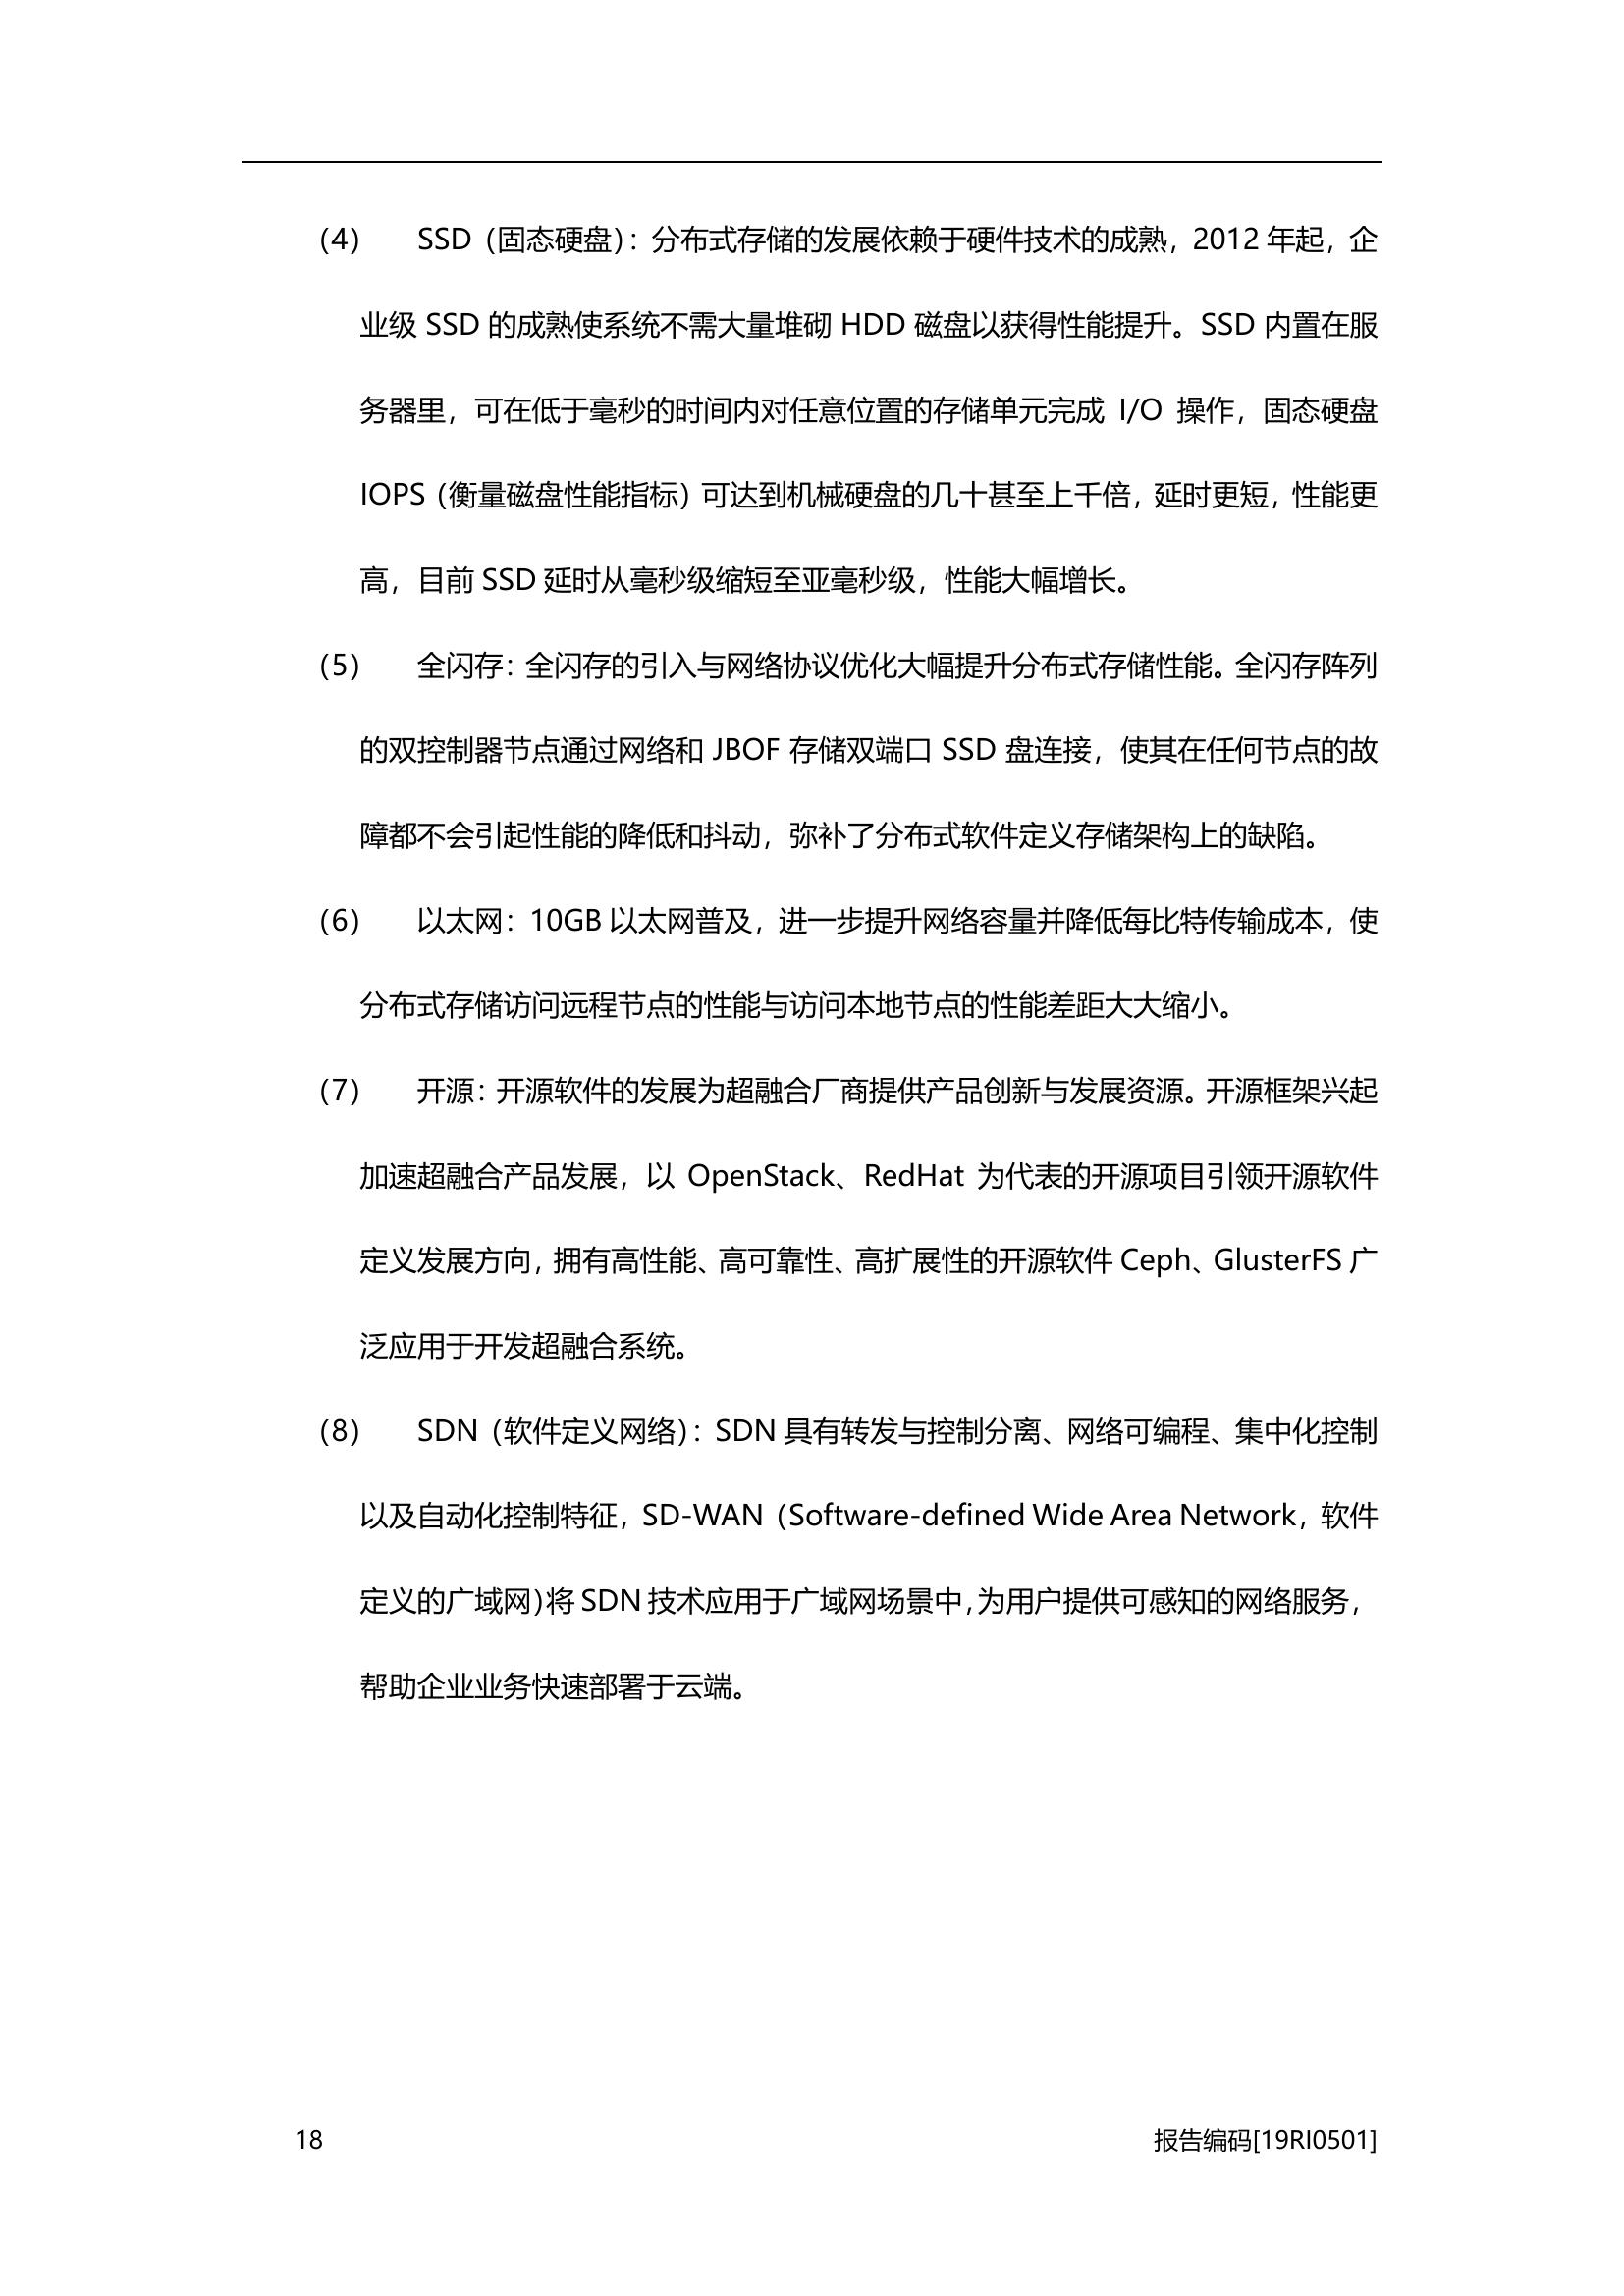 （4） SSD（固态硬盘）：分布式存储的发展依赖于硬件技术的成熟，2012 年起，企
业级 SSD 的成熟使系统不需大量堆砌 HDD 磁盘以获得性能提升。SSD 内置在服
务器里，可在低于毫秒的时间内对任意位置的存储单元完成 I/O 操作，固态硬盘
IOPS（衡量磁盘性能指标）可达到机械硬盘的几十甚至上千倍，延时更短，性能更
高，目前 SSD 延时从毫秒级缩短至亚毫秒级，性能大幅增长。
（5） 全闪存：全闪存的引入与网络协议优化大幅提升分布式存储性能。全闪存阵列
的双控制器节点通过网络和 JBOF 存储双端口 SSD 盘连接，使其在任何节点的故
障都不会引起性能的降低和抖动，弥补了分布式软件定义存储架构上的缺陷。
（6） 以太网：10GB 以太网普及，进一步提升网络容量并降低每比特传输成本，使
分布式存储访问远程节点的性能与访问本地节点的性能差距大大缩小。
（7） 开源：开源软件的发展为超融合厂商提供产品创新与发展资源。开源框架兴起
加速超融合产品发展，以 OpenStack、RedHat 为代表的开源项目引领开源软件
定义发展方向，拥有高性能、高可靠性、高扩展性的开源软件 Ceph、GlusterFS 广
泛应用于开发超融合系统。
（8） SDN（软件定义网络）：SDN 具有转发与控制分离、网络可编程、集中化控制
以及自动化控制特征，SD-WAN（Software-defined Wide Area Network，软件
定义的广域网）将 SDN 技术应用于广域网场景中，为用户提供可感知的网络服务，
帮助企业业务快速部署于云端。
18 报告编码[19RI0501]